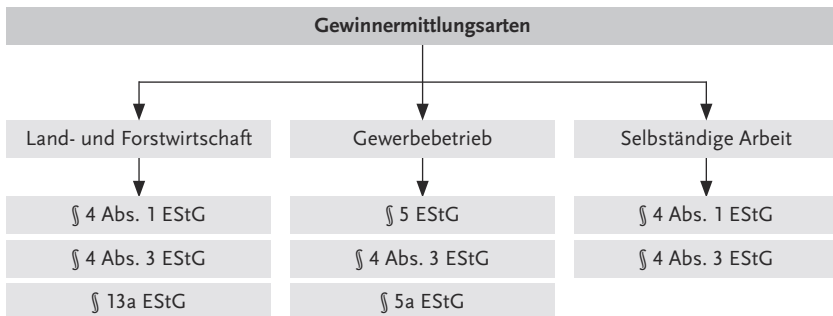 Gewinnermittlungsarten
Land- und Forstwirtschaft
Gewerbebetrieb
Selbständige Arbeit
§ 4 Abs. 1 EStG
§ 5 EStG
§ 4 Abs. 1 EStG
§ 4 Abs. 3 EStG
§ 4 Abs. 3 EStG
§ 4 Abs. 3 EStG
§ 13a EStG
§ 5a EStG